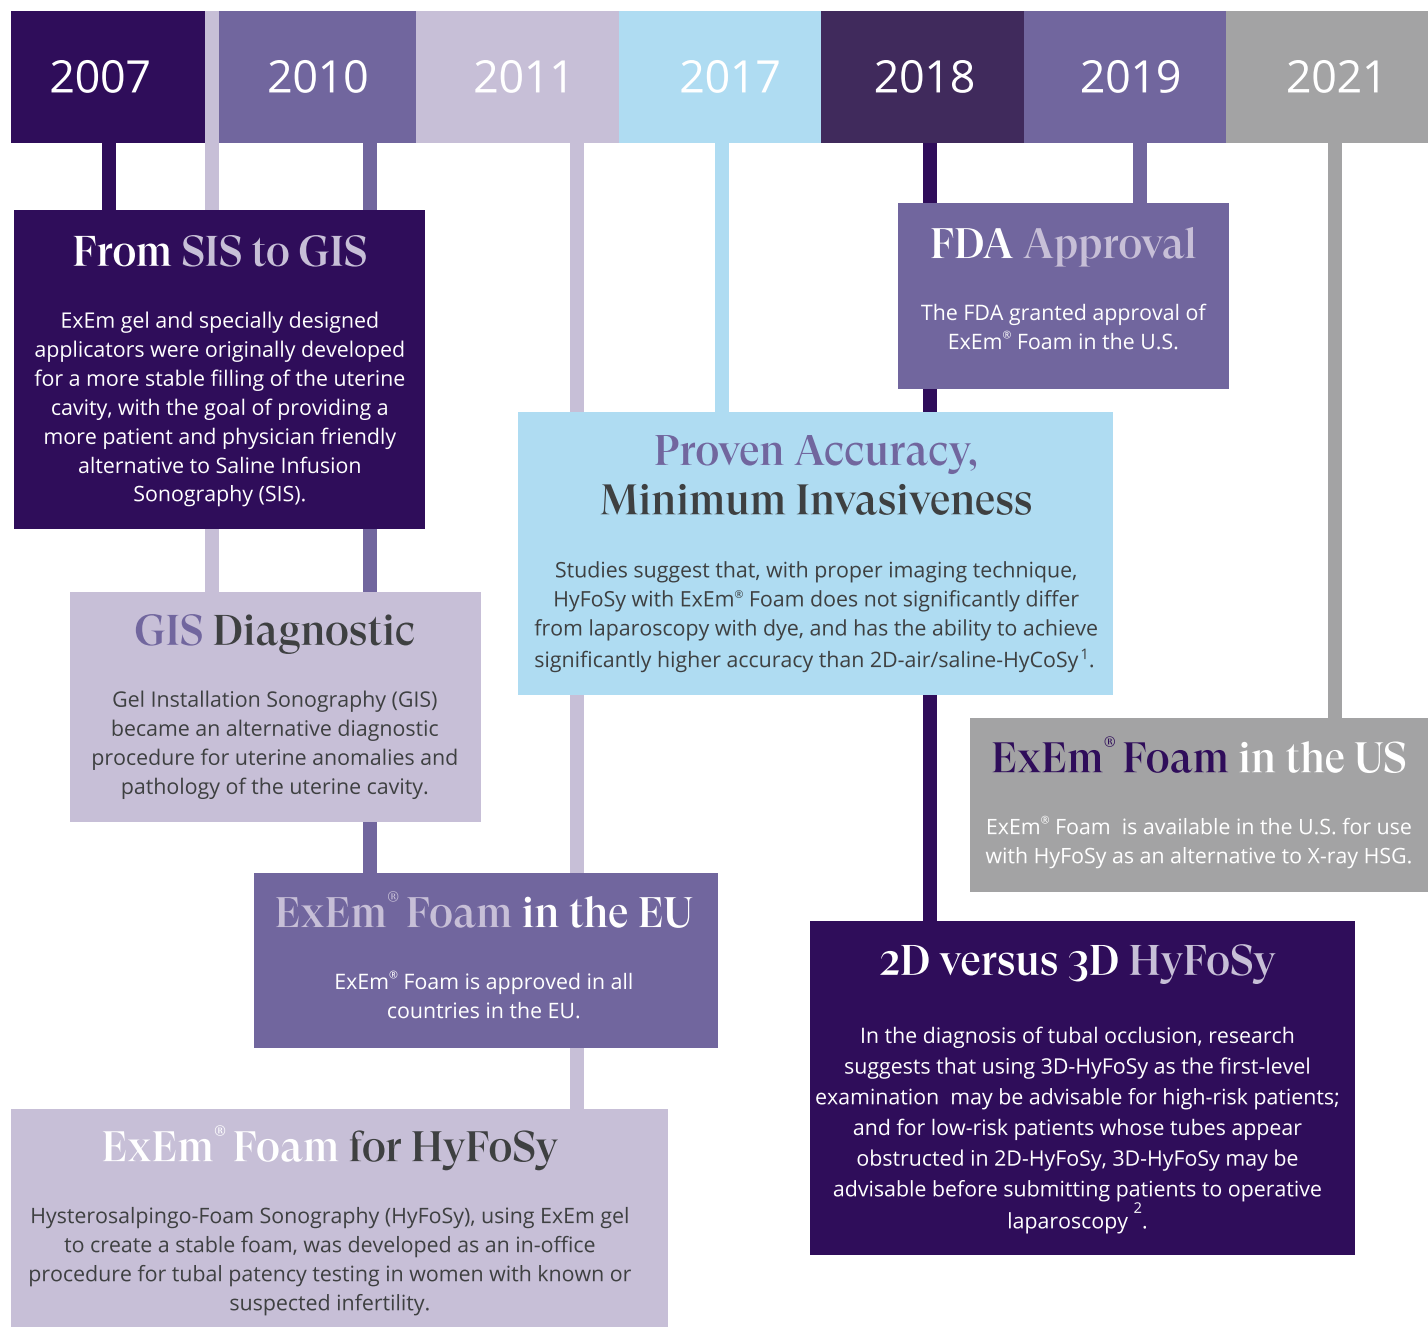 2007
2010
2011
2017
2018
2019
2021
From SIS to GIS
ExEm gel and specially designed
applicators were originally developed
for a more stable filling of the uterine
cavity, with the goal of providing a
more patient and physician friendly
alternative to Saline Infusion
Sonography (SIS).
GIS Diagnostic
Gel Installation Sonography (GIS)
became an alternative diagnostic
procedure for uterine anomalies and
pathology of the uterine cavity.
ExEm® Foam in the EU
ExEm® Foam is approved in all
countries in the EU.
ExEm® Foam for HyFoSy
Hysterosalpingo-Foam Sonography (HyFoSy), using ExEm gel
to create a stable foam, was developed as an in-office
procedure for tubal patency testing in women with known or
suspected infertility.
Proven Accuracy,
Minimum Invasiveness
Studies suggest that, with proper imaging technique,
HyFoSy with ExEm® Foam does not significantly differ
from laparoscopy with dye, and has the ability to achieve
significantly higher accuracy than 2D-air/saline-HyCoSy¹.
2D versus 3D HyFoSy
In the diagnosis of tubal occlusion, research
suggests that using 3D-HyFoSy as the first-level
examination may be advisable for high-risk patients;
and for low-risk patients whose tubes appear
obstructed in 2D-HyFoSy, 3D-HyFoSy may be
advisable before submitting patients to operative
laparoscopy ².
FDA Approval
The FDA granted approval of
ExEm® Foam in the U.S.
ExEm® Foam in the US
ExEm® Foam is available in the U.S. for use
with HyFoSy as an alternative to X-ray HSG.